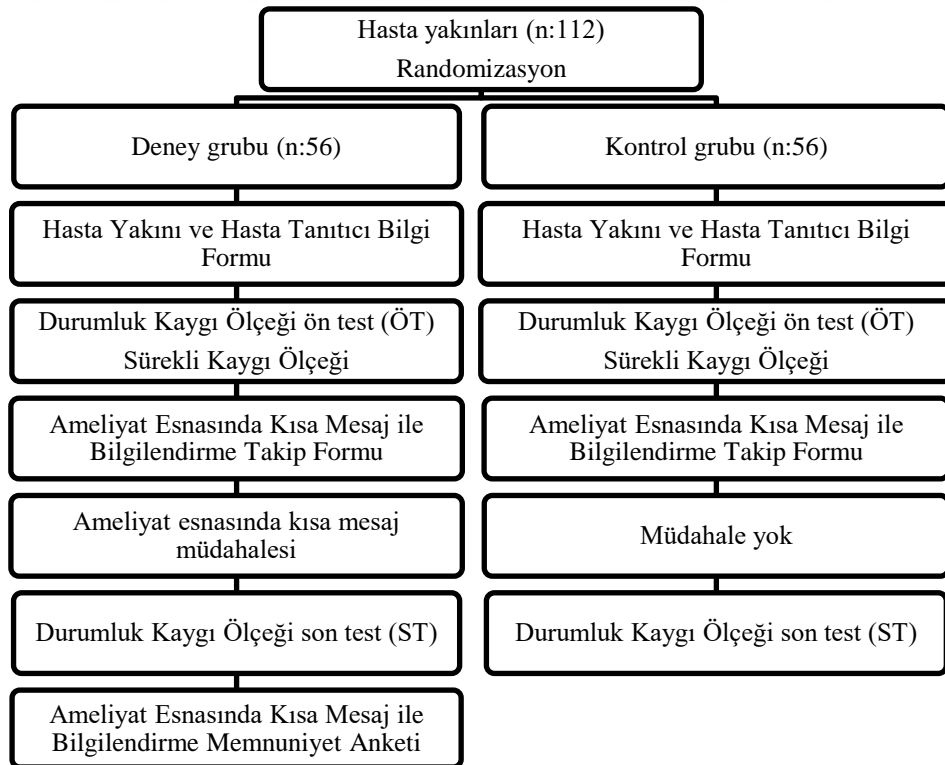 Hasta yakınları (n:112)
Randomizasyon
Deney grubu (n:56)
Kontrol grubu (n:56)
Hasta Yakını ve Hasta Tanıtıcı Bilgi
Formu
Hasta Yakını ve Hasta Tanıtıcı Bilgi
Formu
Durumluk Kaygı Ölçeği ön test (ÖT)
Sürekli Kaygı Ölçeği
Durumluk Kaygı Ölçeği ön test (ÖT)
Sürekli Kaygı Ölçeği
Ameliyat Esnasında Kısa Mesaj ile
Bilgilendirme Takip Formu
Ameliyat Esnasında Kısa Mesaj ile
Bilgilendirme Takip Formu
Ameliyat esnasında kısa mesaj
müdahalesi
Müdahale yok
Durumluk Kaygı Ölçeği son test (ST)
Durumluk Kaygı Ölçeği son test (ST)
Ameliyat Esnasında Kısa Mesaj ile
Bilgilendirme Memnuniyet Anketi